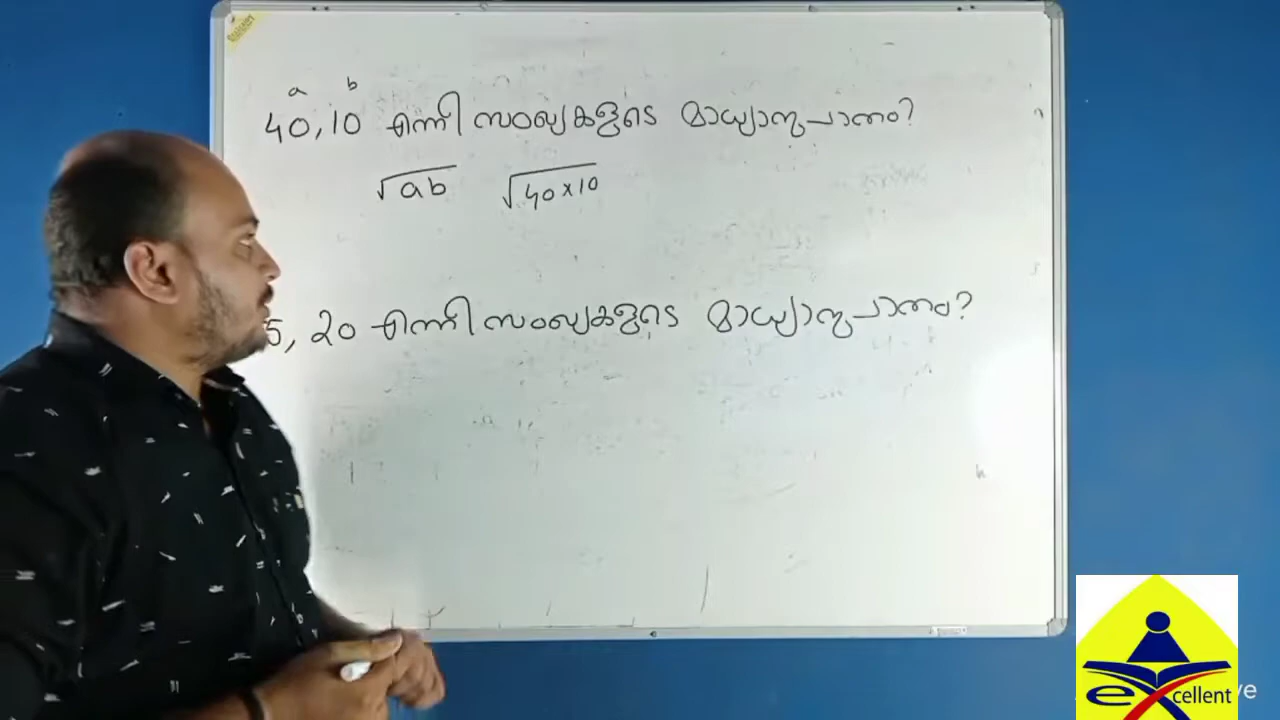 a b
40, 10 എന്നീ സംഖ്യകളുടെ മാധ്യാനുപാതം?
√ab √40×10
5, 20 എന്നീ സംഖ്യകളുടെ മാധ്യാനുപാതം?
excellent
ve